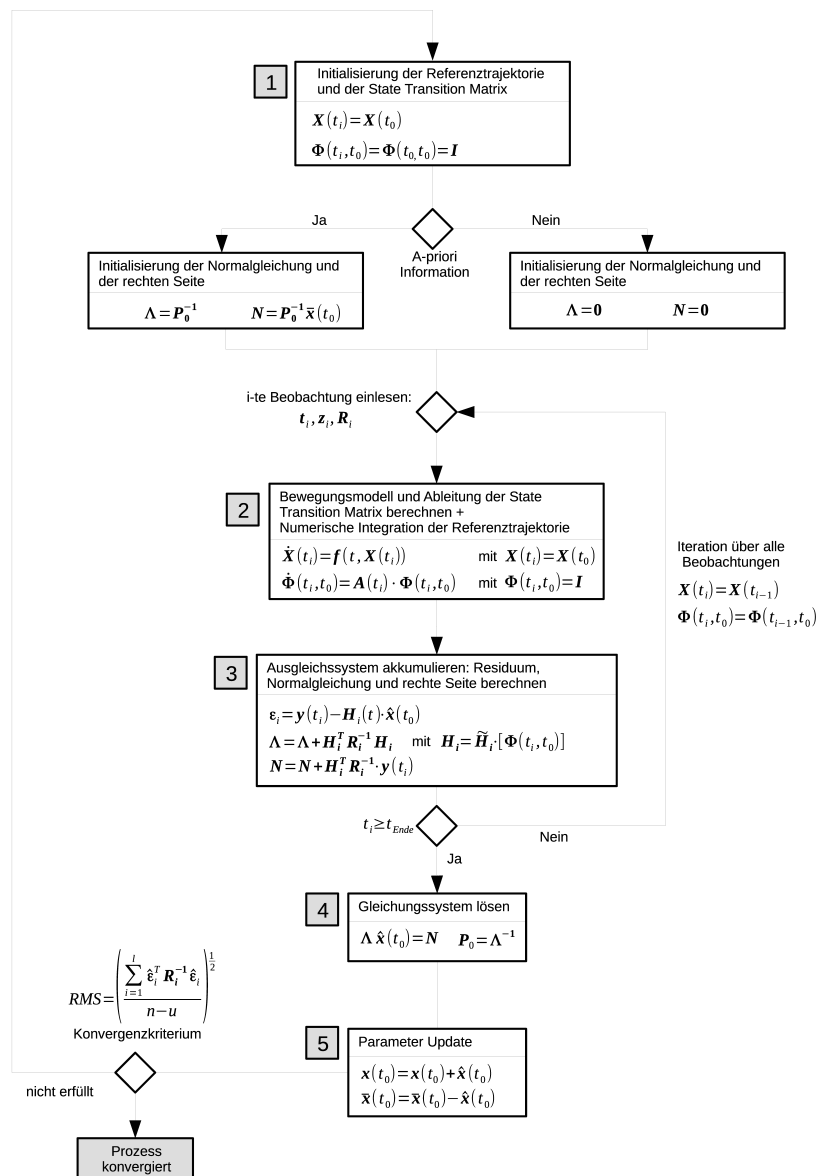 1
Initialisierung der Referenztrajektorie
und der State Transition Matrix
X(t_i)=X(t_0)
Φ(t_i,t_0)=Φ(t_0,t_0)=I
Ja
Nein
A-priori
Information
Initialisierung der Normalgleichung und
der rechten Seite
Λ=P_0^{-1} N=P_0^{-1} x̄(t_0)
Initialisierung der Normalgleichung und
der rechten Seite
Λ=0 N=0
i-te Beobachtung einlesen:
t_i, z_i, R_i
2
Bewegungsmodell und Ableitung der State
Transition Matrix berechnen +
Numerische Integration der Referenztrajektorie
Ẋ(t_i)=f(t,X(t_i)) mit X(t_i)=X(t_0)
Φ̇(t_i,t_0)=A(t_i)·Φ(t_i,t_0) mit Φ(t_i,t_0)=I
Iteration über alle
Beobachtungen
X(t_i)=X(t_{i-1})
Φ(t_i,t_0)=Φ(t_{i-1},t_0)
3
Ausgleichssystem akkumulieren: Residuum,
Normalgleichung und rechte Seite berechnen
ε_i=y(t_i)−H_i(t)·x̂(t_0)
Λ=Λ+H_i^T R_i^{-1} H_i mit H_i=H̃_i·[Φ(t_i,t_0)]
N=N+H_i^T R_i^{-1}·y(t_i)
t_i≥t_{Ende}
Nein
Ja
4
Gleichungssystem lösen
Λ x̂(t_0)=N P_0=Λ^{-1}
RMS=(∑_{i=1}^{l} ε̂_i^T R_i^{-1} ε̂_i / n−u)^{1/2}
Konvergenzkriterium
5
Parameter Update
x(t_0)=x(t_0)+x̂(t_0)
x̄(t_0)=x̄(t_0)−x̂(t_0)
nicht erfüllt
Prozess
konvergiert